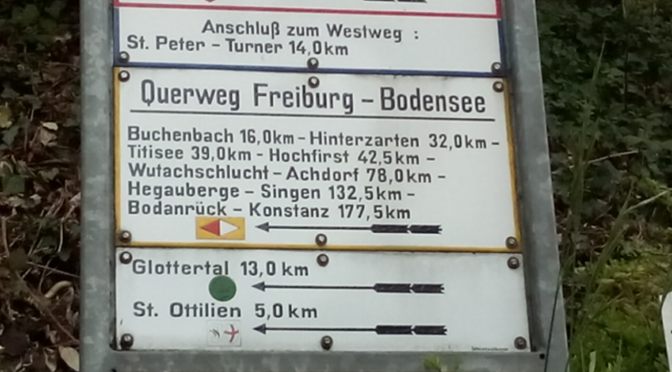 Anschluß zum Westweg :
St. Peter - Turner 14,0km
Querweg Freiburg - Bodensee
Buchenbach 16,0km - Hinterzarten 32,0km -
Titisee 39,0km - Hochfirst 42,5km -
Wutachschlucht - Achdorf 78,0km -
Hegauberge - Singen 132,5km -
Bodanrück - Konstanz 177,5km
Glottertal 13,0 km
St. Ottilien 5,0km